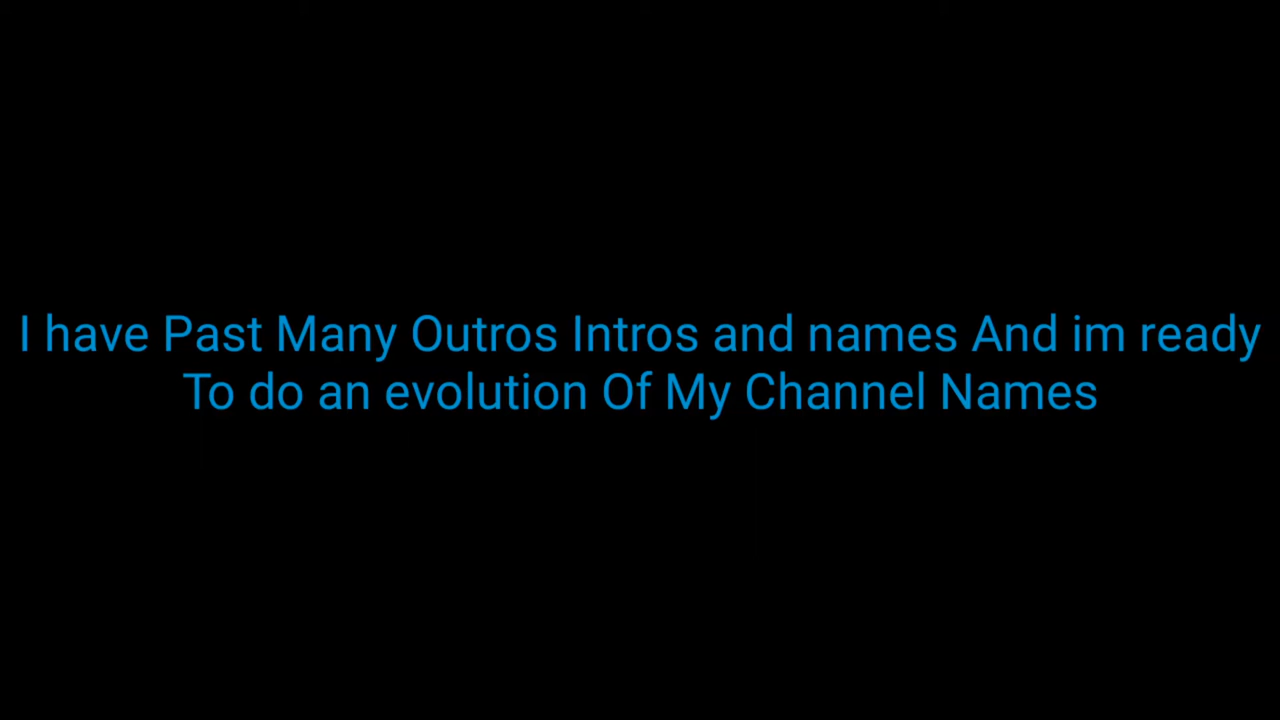 I have Past Many Outros Intros and names And im ready
To do an evolution Of My Channel Names